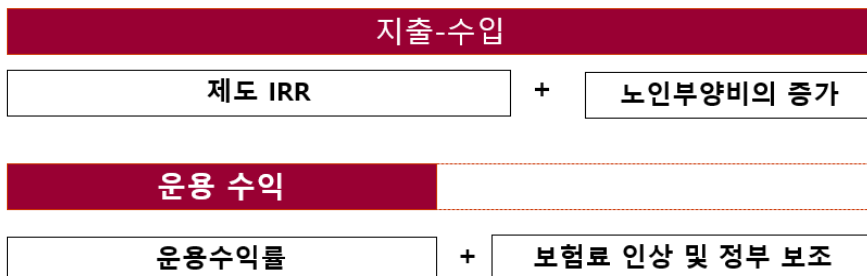 지출-수입
제도 IRR + 노인부양비의 증가
운용 수익
운용수익률 + 보험료 인상 및 정부 보조